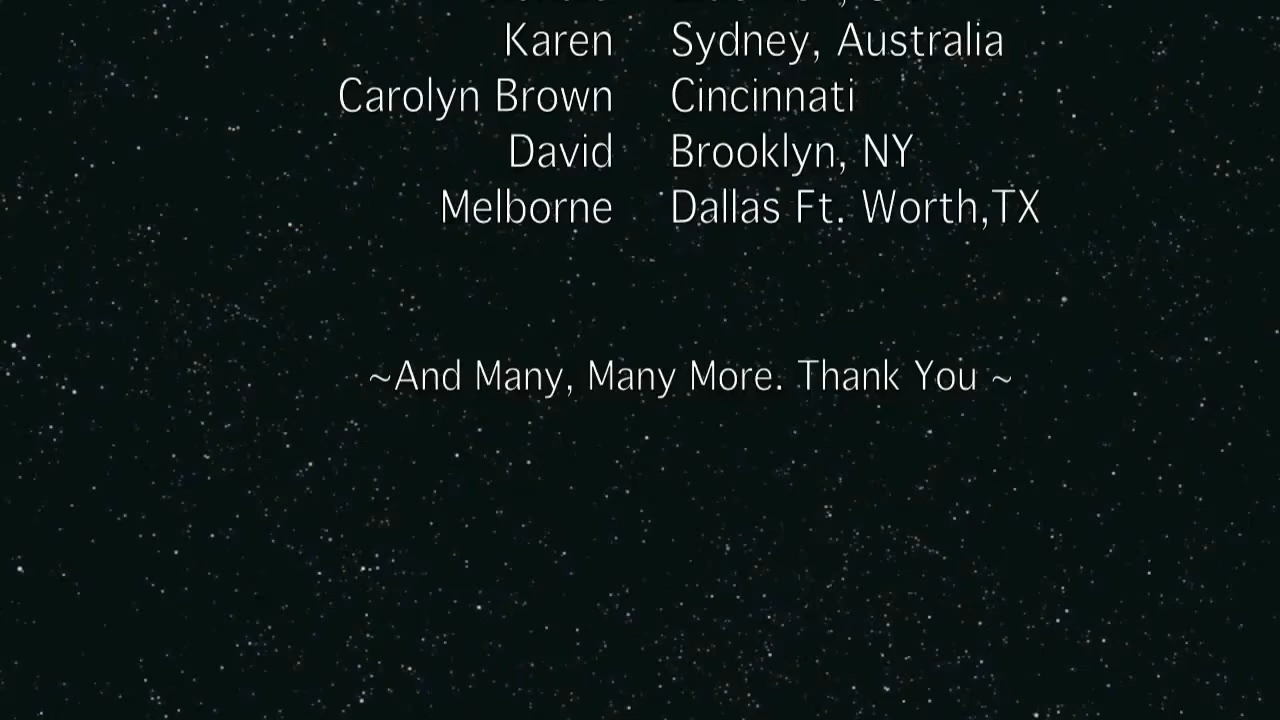 Karen Sydney, Australia
Carolyn Brown Cincinnati
David Brooklyn, NY
Melborne Dallas Ft. Worth,TX
~And Many, Many More. Thank You ~